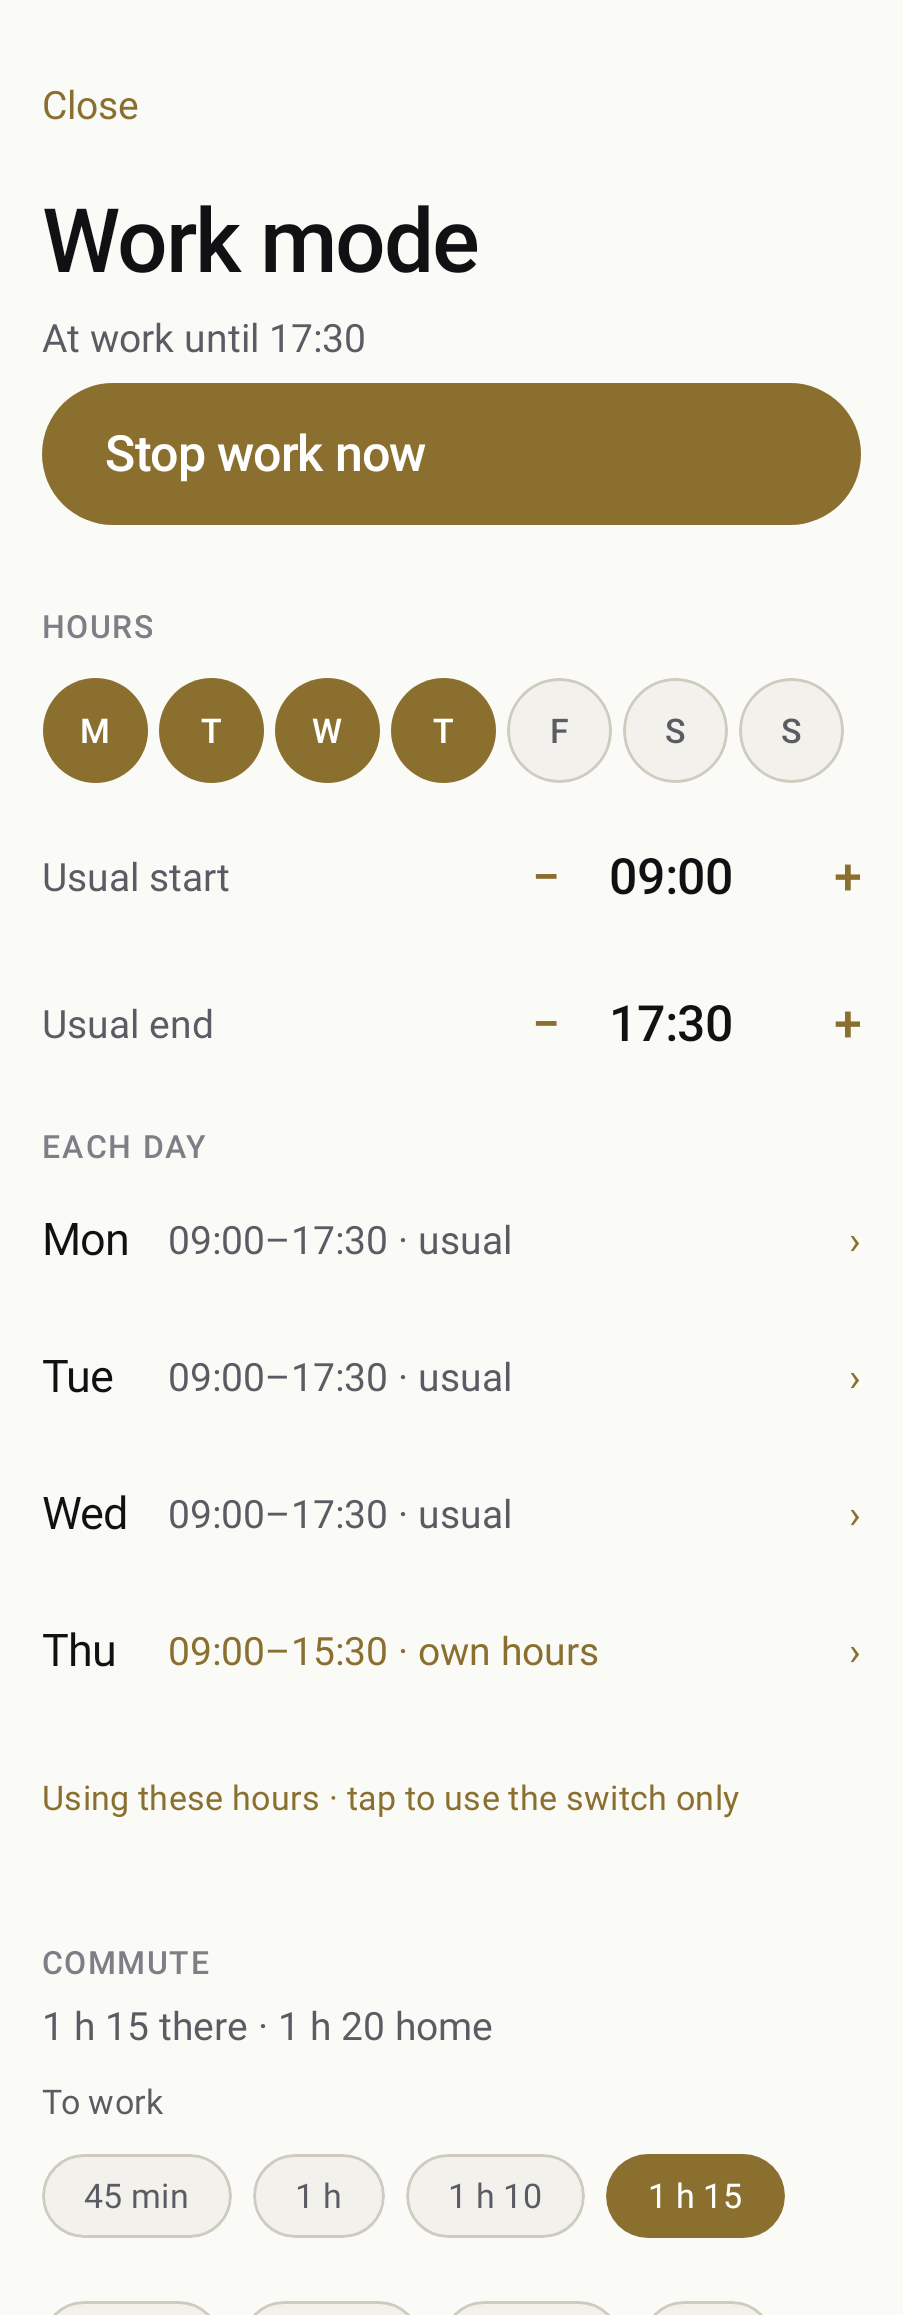 Close
Work mode
At work until 17:30
Stop work now
HOURS
M T W T F S S
Usual start − 09:00 +
Usual end − 17:30 +
EACH DAY
Mon 09:00–17:30 · usual ›
Tue 09:00–17:30 · usual ›
Wed 09:00–17:30 · usual ›
Thu 09:00–15:30 · own hours ›
Using these hours · tap to use the switch only
COMMUTE
1 h 15 there · 1 h 20 home
To work
45 min 1 h 1 h 10 1 h 15